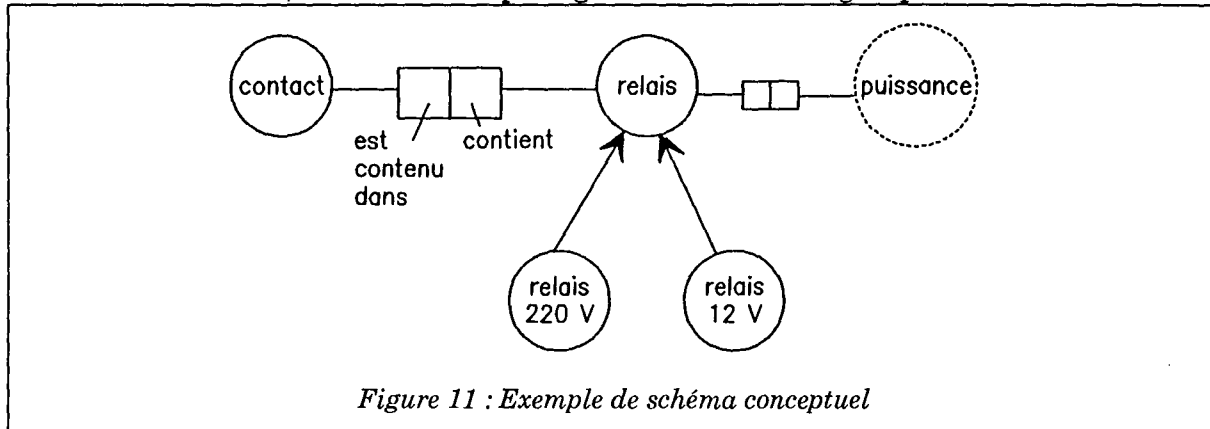 contact
relais
puissance
est
contenu
dans
contient
relais
220 V
relais
12 V
Figure 11 : Exemple de schéma conceptuel